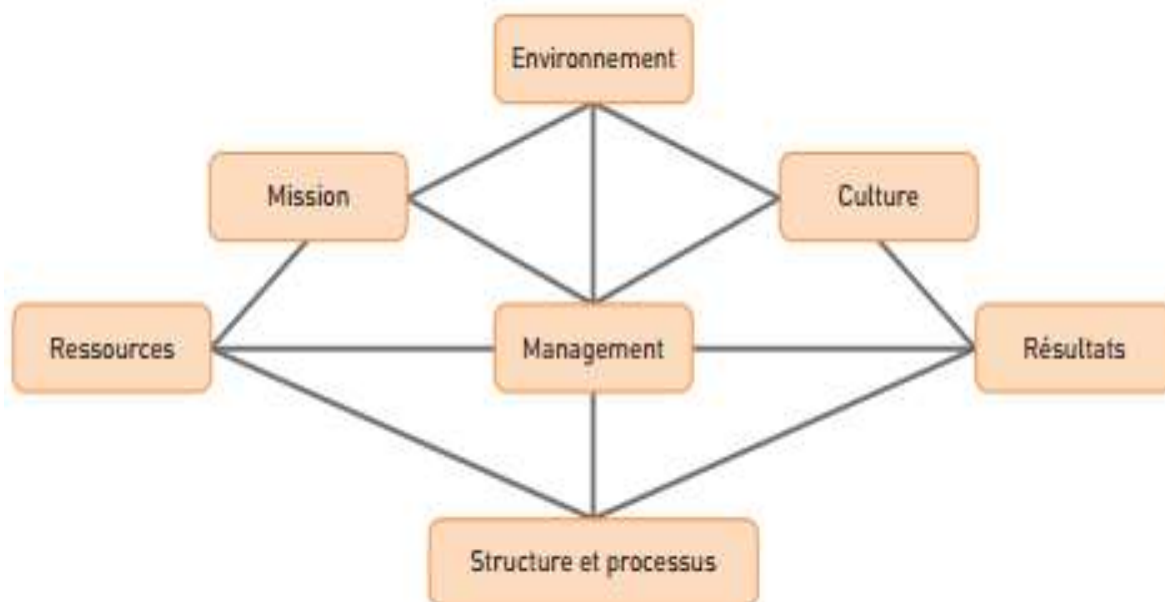 Environnement
Mission
Culture
Ressources
Management
Résultats
Structure et processus